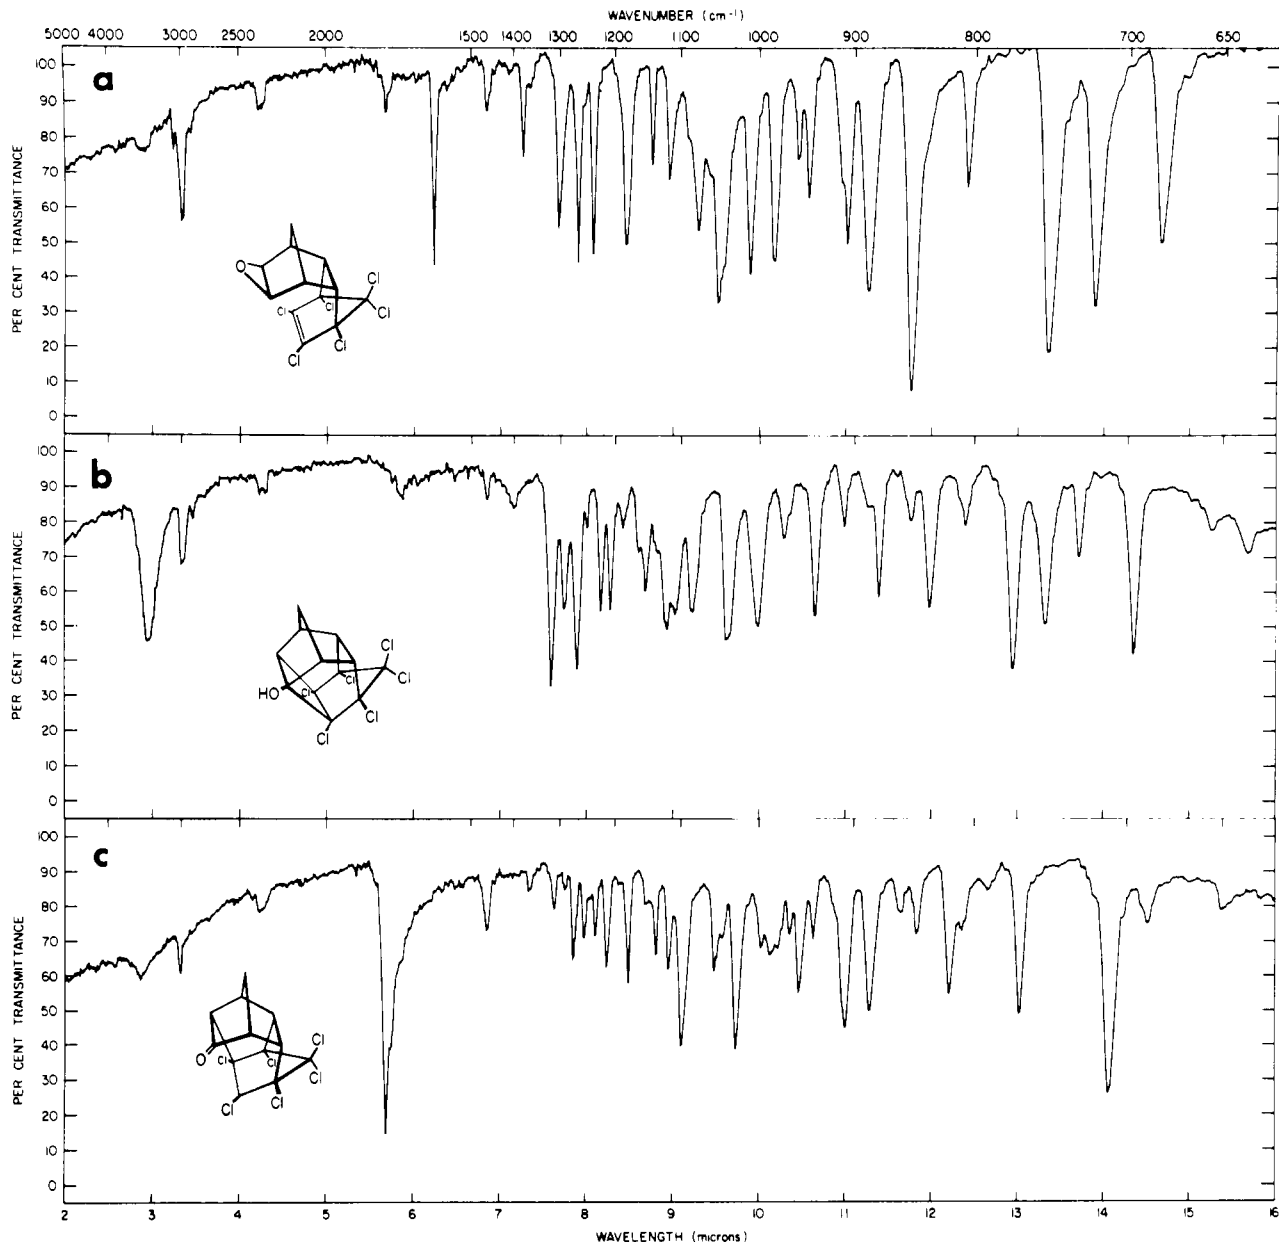 WAVENUMBER (cm⁻¹)
5000 4000 3000 2500 2000 1500 1400 1300 1200 1100 1000 900 800 700 650
a
PER CENT TRANSMITTANCE
100
90
80
70
60
50
40
30
20
10
0
O
Cl
Cl
Cl
Cl
Cl
Cl
b
PER CENT TRANSMITTANCE
100
90
80
70
60
50
40
30
20
10
0
HO
Cl
Cl
Cl
Cl
Cl
Cl
c
PER CENT TRANSMITTANCE
100
90
80
70
60
50
40
30
20
10
0
O
Cl
Cl
Cl
Cl
Cl
Cl
2 3 4 5 6 7 8 9 10 11 12 13 14 15 16
WAVELENGTH (microns)